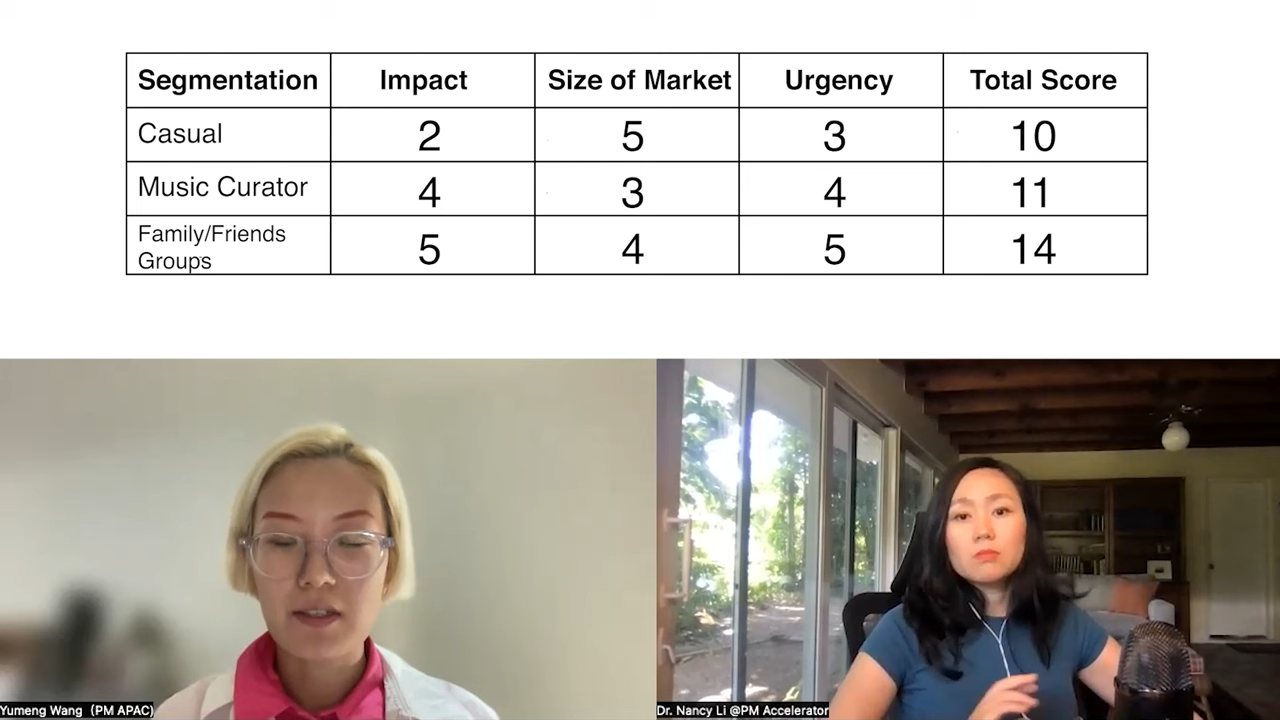 Segmentation Impact Size of Market Urgency Total Score
Casual 2 5 3 10
Music Curator 4 3 4 11
Family/Friends
Groups 5 4 5 14
Yumeng Wang（PM APAC)
Dr. Nancy Li @PM Accelerator